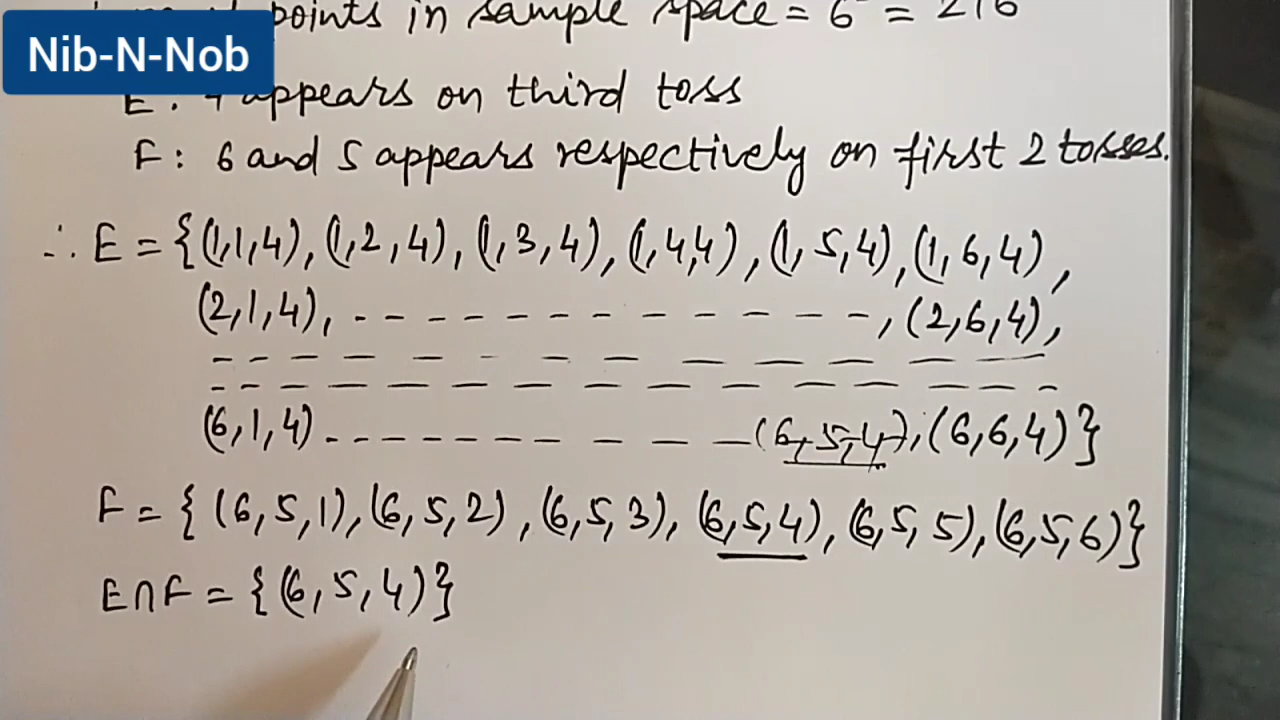 points in sample space = 6 = 216
Nib-N-Nob
E: 4 appears on third toss
F: 6 and 5 appears respectively on first 2 tosses.
∴ E = {(1,1,4), (1,2,4), (1,3,4), (1,4,4), (1,5,4), (1,6,4),
(2,1,4), - - - - - - - - - - - - - -, (2,6,4),
- - - - - - - - - - - - - -
- - - - - - - - - - - - - -
(6,1,4) - - - - - - - - - - - (6,5,4), (6,6,4)}
F = {(6,5,1), (6,5,2), (6,5,3), (6,5,4), (6,5,5), (6,5,6)}
E∩F = {(6,5,4)}